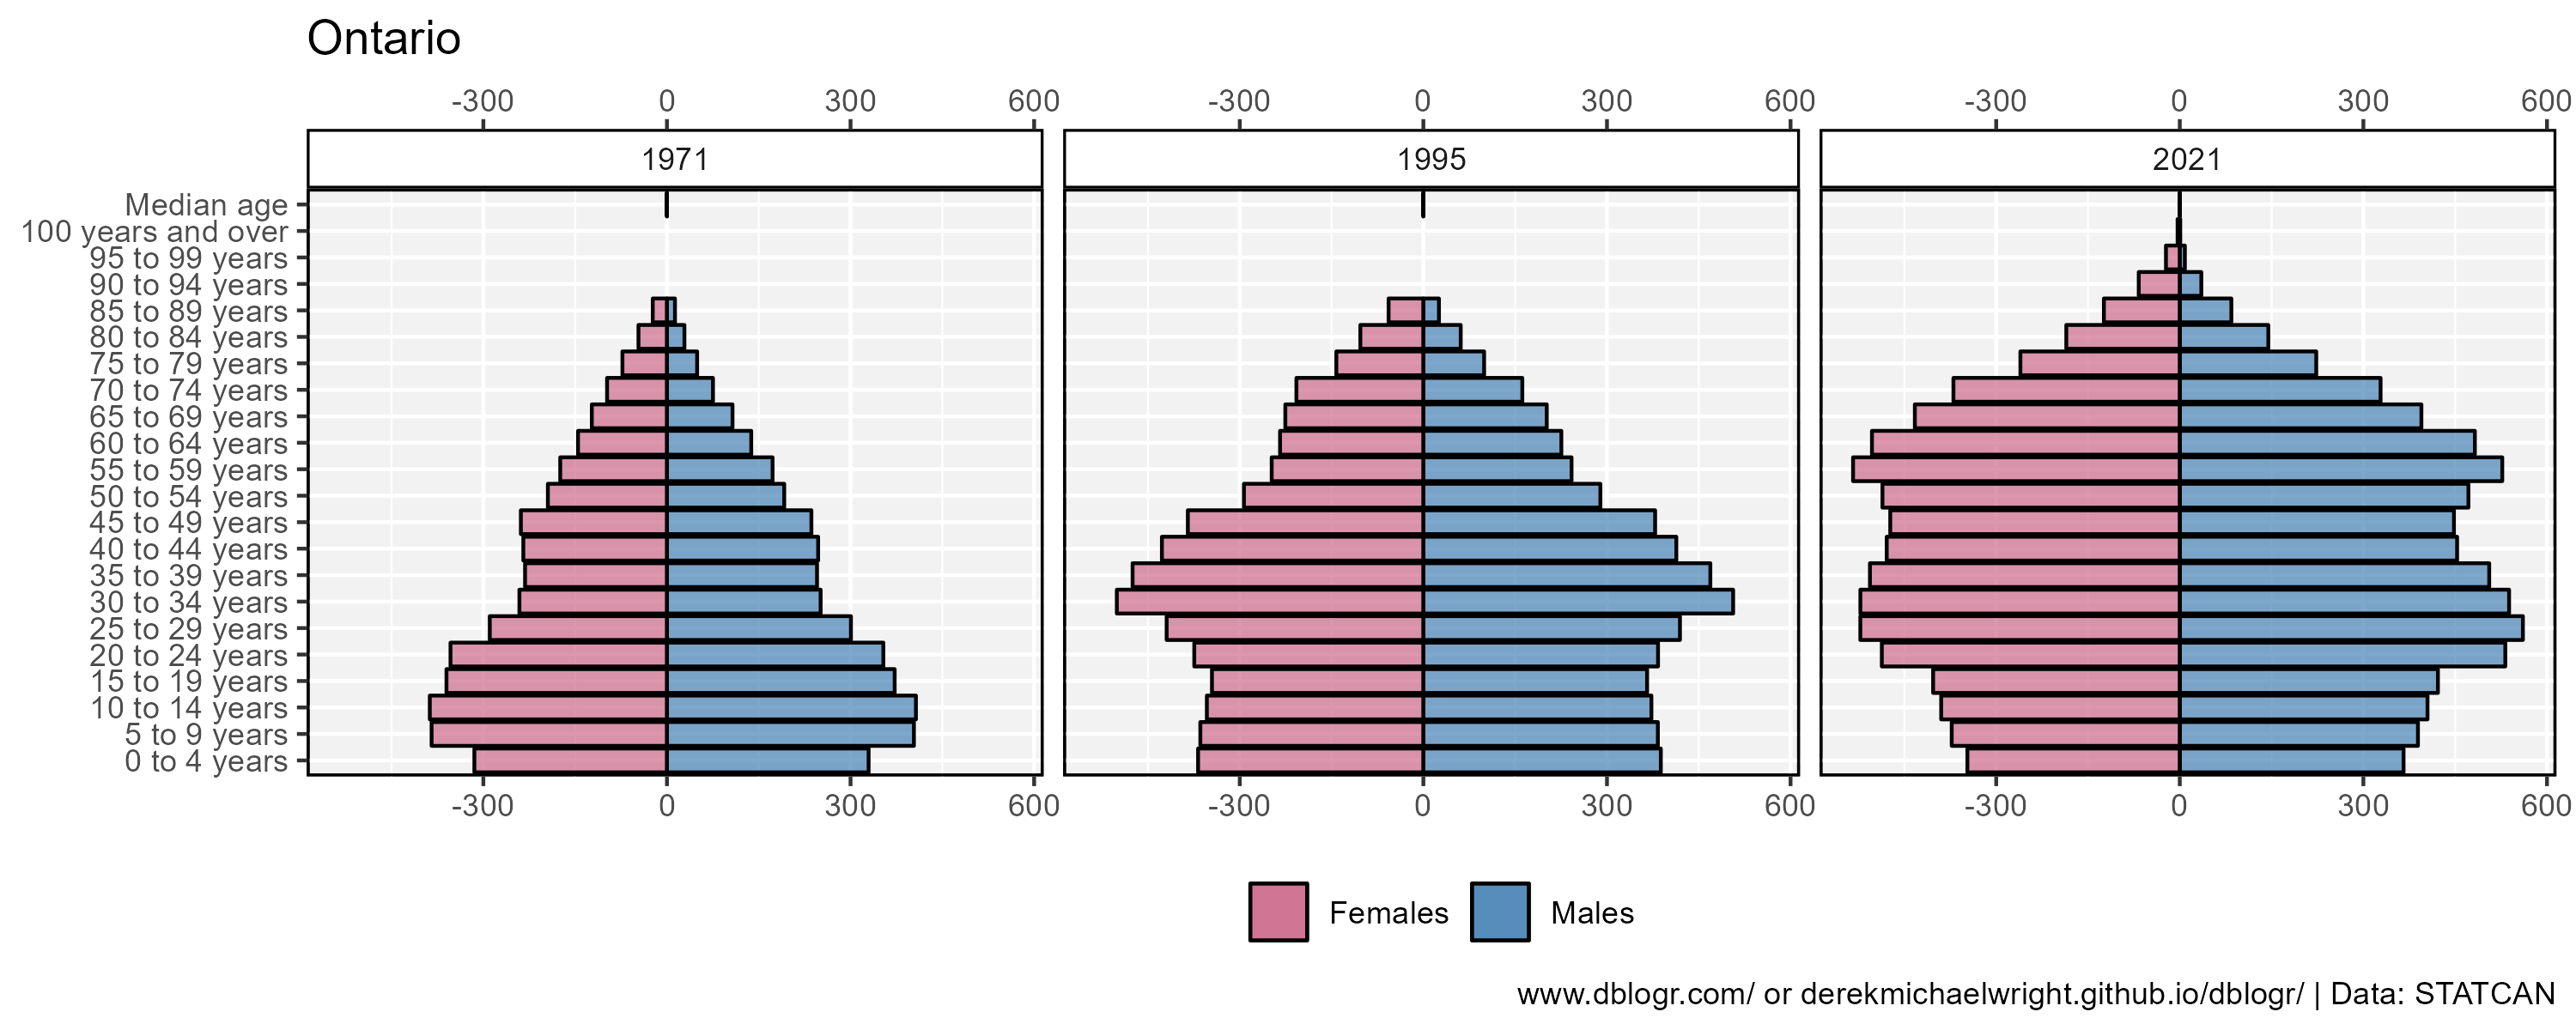 Ontario
-300 0 300 600 -300 0 300 600 -300 0 300 600
1971 1995 2021
Median age
100 years and over
95 to 99 years
90 to 94 years
85 to 89 years
80 to 84 years
75 to 79 years
70 to 74 years
65 to 69 years
60 to 64 years
55 to 59 years
50 to 54 years
45 to 49 years
40 to 44 years
35 to 39 years
30 to 34 years
25 to 29 years
20 to 24 years
15 to 19 years
10 to 14 years
5 to 9 years
0 to 4 years
-300 0 300 600 -300 0 300 600 -300 0 300 600
Females Males
www.dblogr.com/ or derekmichaelwright.github.io/dblogr/ | Data: STATCAN